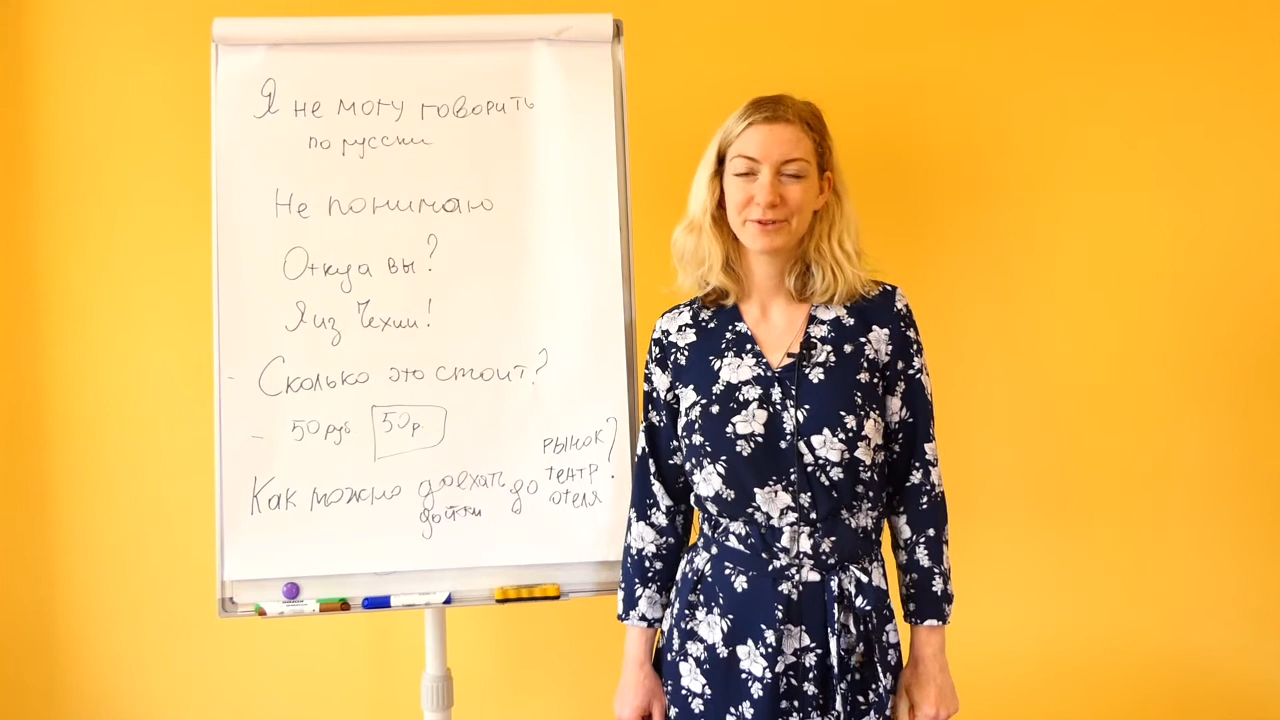 Я не могу говорить
по русски
Не понимаю
Откуда вы?
Я из Чехии!
- Сколько это стоит?
- 50 руб 50 р.
Как можно доехать до рынок?
дойти театр
отеля